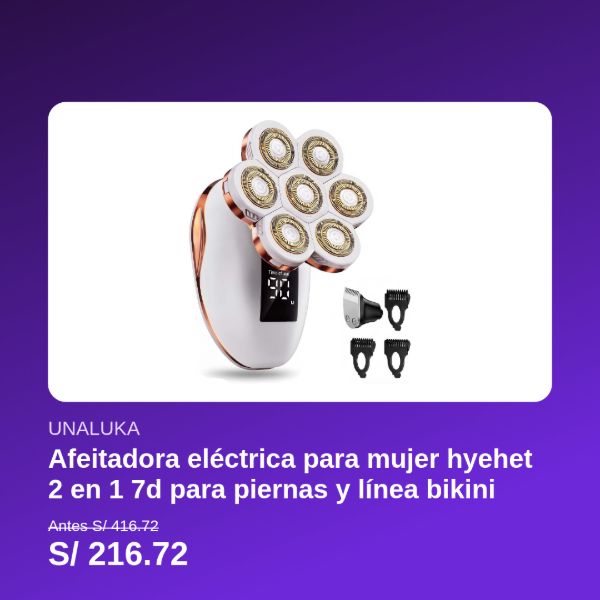 90
UNALUKA
Afeitadora eléctrica para mujer hyehet
2 en 1 7d para piernas y línea bikini
Antes S/ 416.72
S/ 216.72